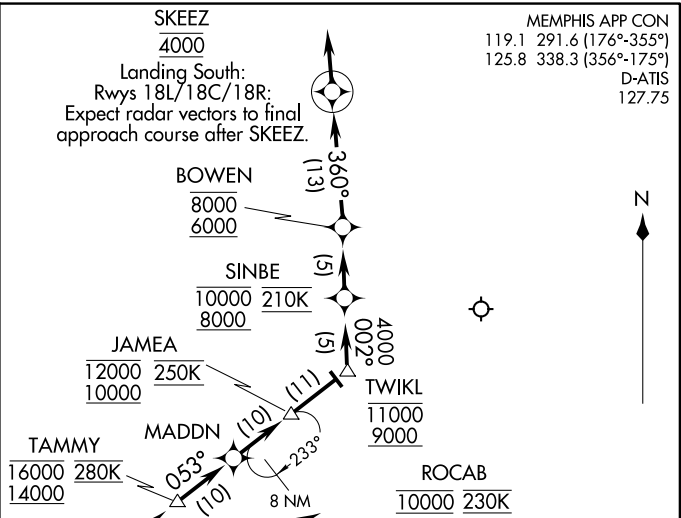 SKEEZ
4000
Landing South:
Rwys 18L/18C/18R:
Expect radar vectors to final
approach course after SKEEZ.
MEMPHIS APP CON
119.1 291.6 (176°-355°)
125.8 338.3 (356°-175°)
D-ATIS
127.75
360°
(13)
BOWEN
8000
6000
N
(5)
SINBE
10000 210K
8000
4000
002°
(5)
JAMEA
12000 250K
10000
TWIKL
11000
9000
(11)
(10)
MADDN
233°
TAMMY
16000 280K
14000
053°
(10)
8 NM
ROCAB
10000 230K